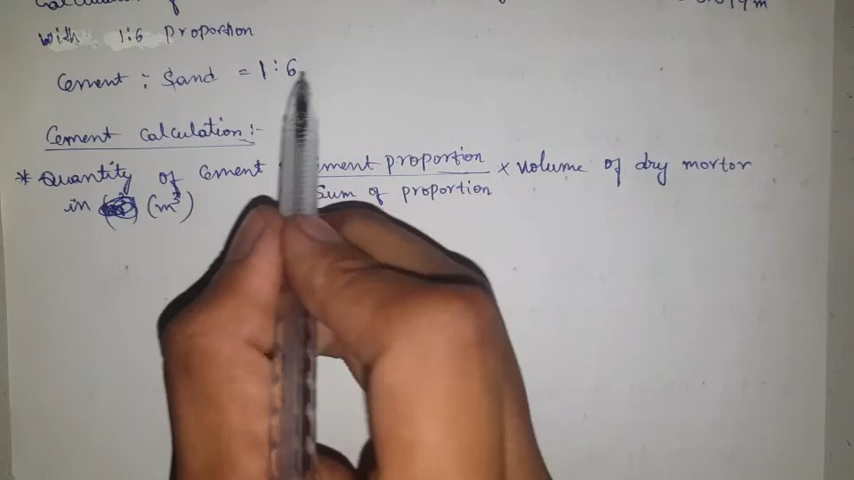 with 1:6 Proportion
Cement : Sand = 1:6
Cement calculation:-
* Quantity of Cement ement proportion × volume of dry mortor
in (m³) Sum of proportion